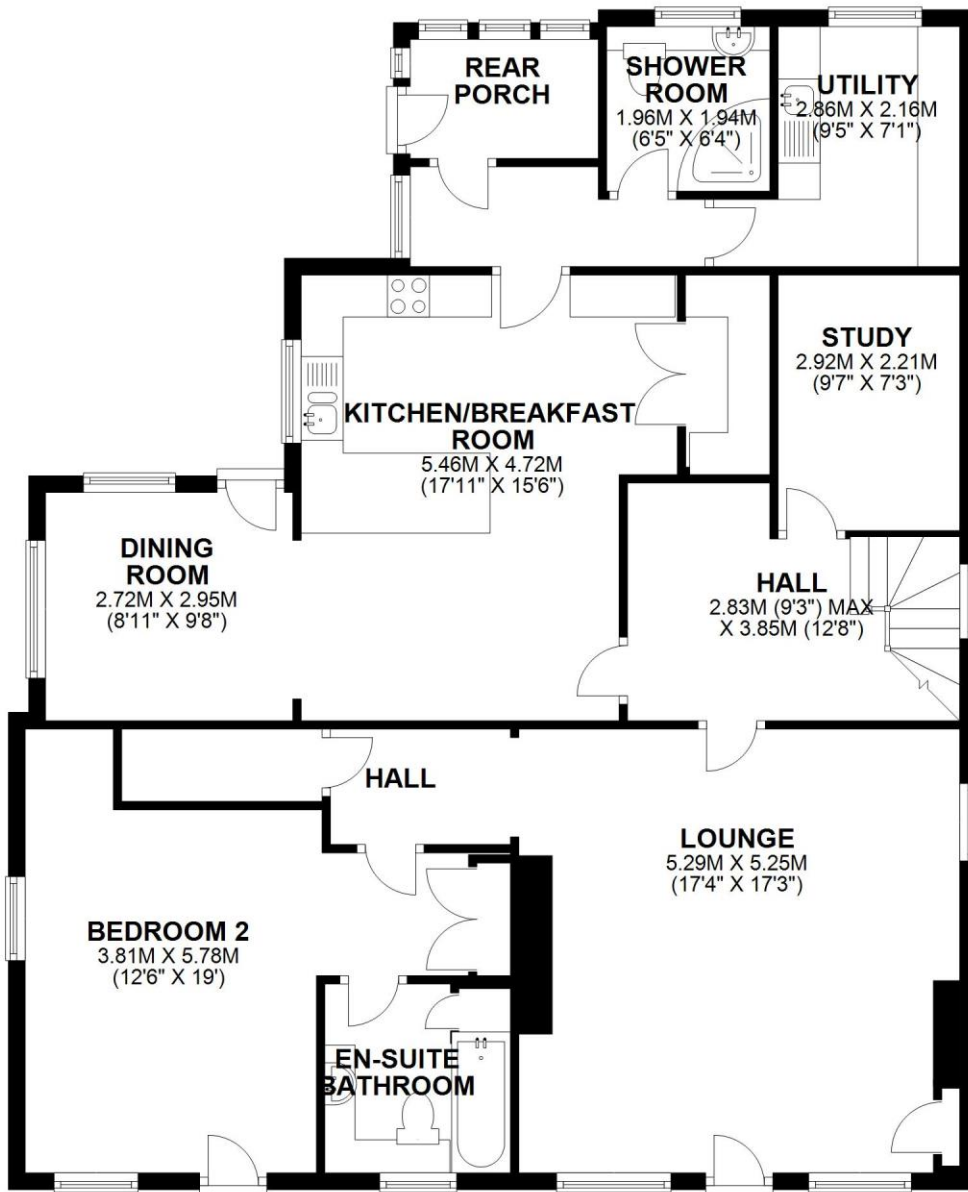 REAR
PORCH
SHOWER
ROOM
1.96M X 1.94M
(6'5" X 6'4")
UTILITY
2.86M X 2.16M
(9'5" X 7'1")
STUDY
2.92M X 2.21M
(9'7" X 7'3")
KITCHEN/BREAKFAST
ROOM
5.46M X 4.72M
(17'11" X 15'6")
DINING
ROOM
2.72M X 2.95M
(8'11" X 9'8")
HALL
2.83M (9'3") MAX
X 3.85M (12'8")
HALL
LOUNGE
5.29M X 5.25M
(17'4" X 17'3")
BEDROOM 2
3.81M X 5.78M
(12'6" X 19')
EN-SUITE
BATHROOM